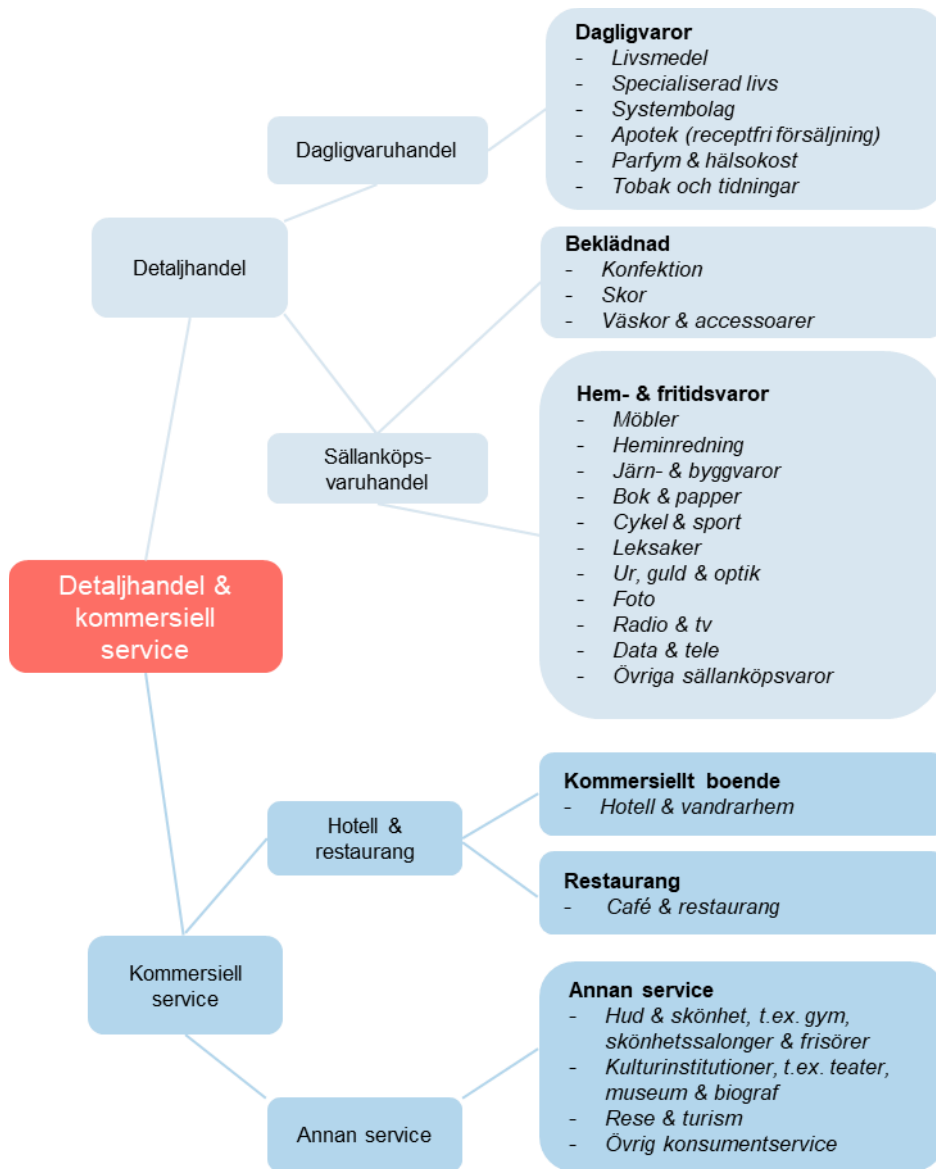 Dagligvaror
- Livsmedel
- Specialiserad livs
- Systembolag
- Apotek (receptfri försäljning)
- Parfym & hälsokost
- Tobak och tidningar
Dagligvaruhandel
Detaljhandel
Beklädnad
- Konfektion
- Skor
- Väskor & accessoarer
Sällanköps-
varuhandel
Hem- & fritidsvaror
- Möbler
- Heminredning
- Järn- & byggvaror
- Bok & papper
- Cykel & sport
- Leksaker
- Ur, guld & optik
- Foto
- Radio & tv
- Data & tele
- Övriga sällanköpsvaror
Detaljhandel &
kommersiell
service
Kommersiellt boende
- Hotell & vandrarhem
Hotell &
restaurang
Restaurang
- Café & restaurang
Kommersiell
service
Annan service
- Hud & skönhet, t.ex. gym,
skönhetssalonger & frisörer
- Kulturinstitutioner, t.ex. teater,
museum & biograf
- Rese & turism
- Övrig konsumentservice
Annan service